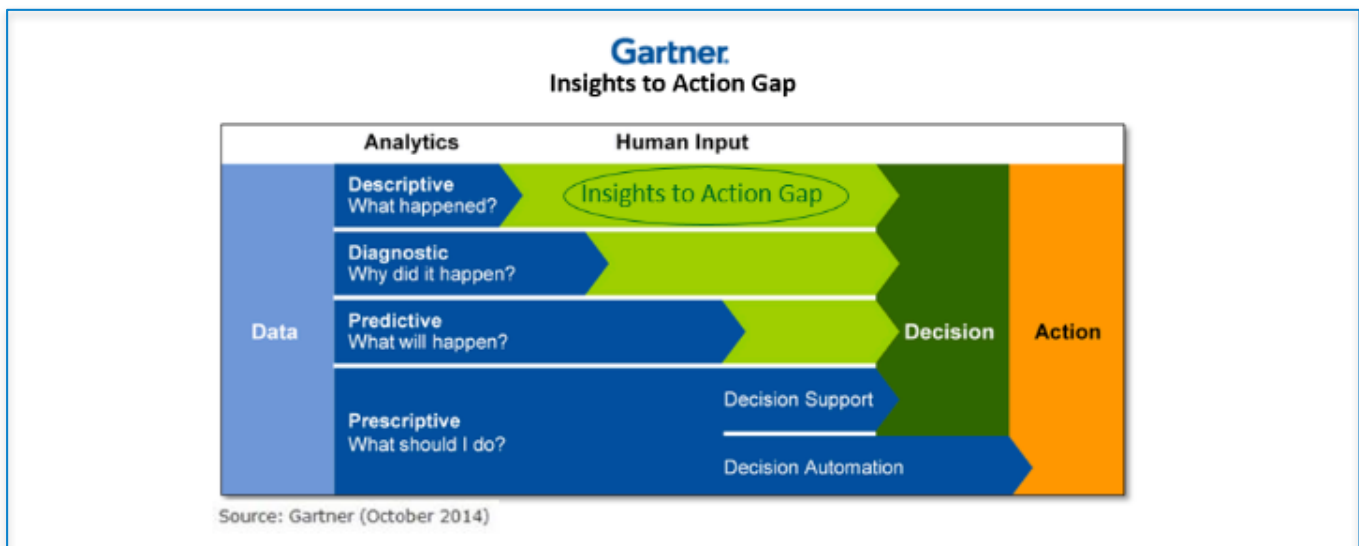 Gartner.
Insights to Action Gap
Analytics
Human Input
Descriptive
What happened?
Insights to Action Gap
Diagnostic
Why did it happen?
Data
Predictive
What will happen?
Decision
Action
Prescriptive
What should I do?
Decision Support
Decision Automation
Source: Gartner (October 2014)